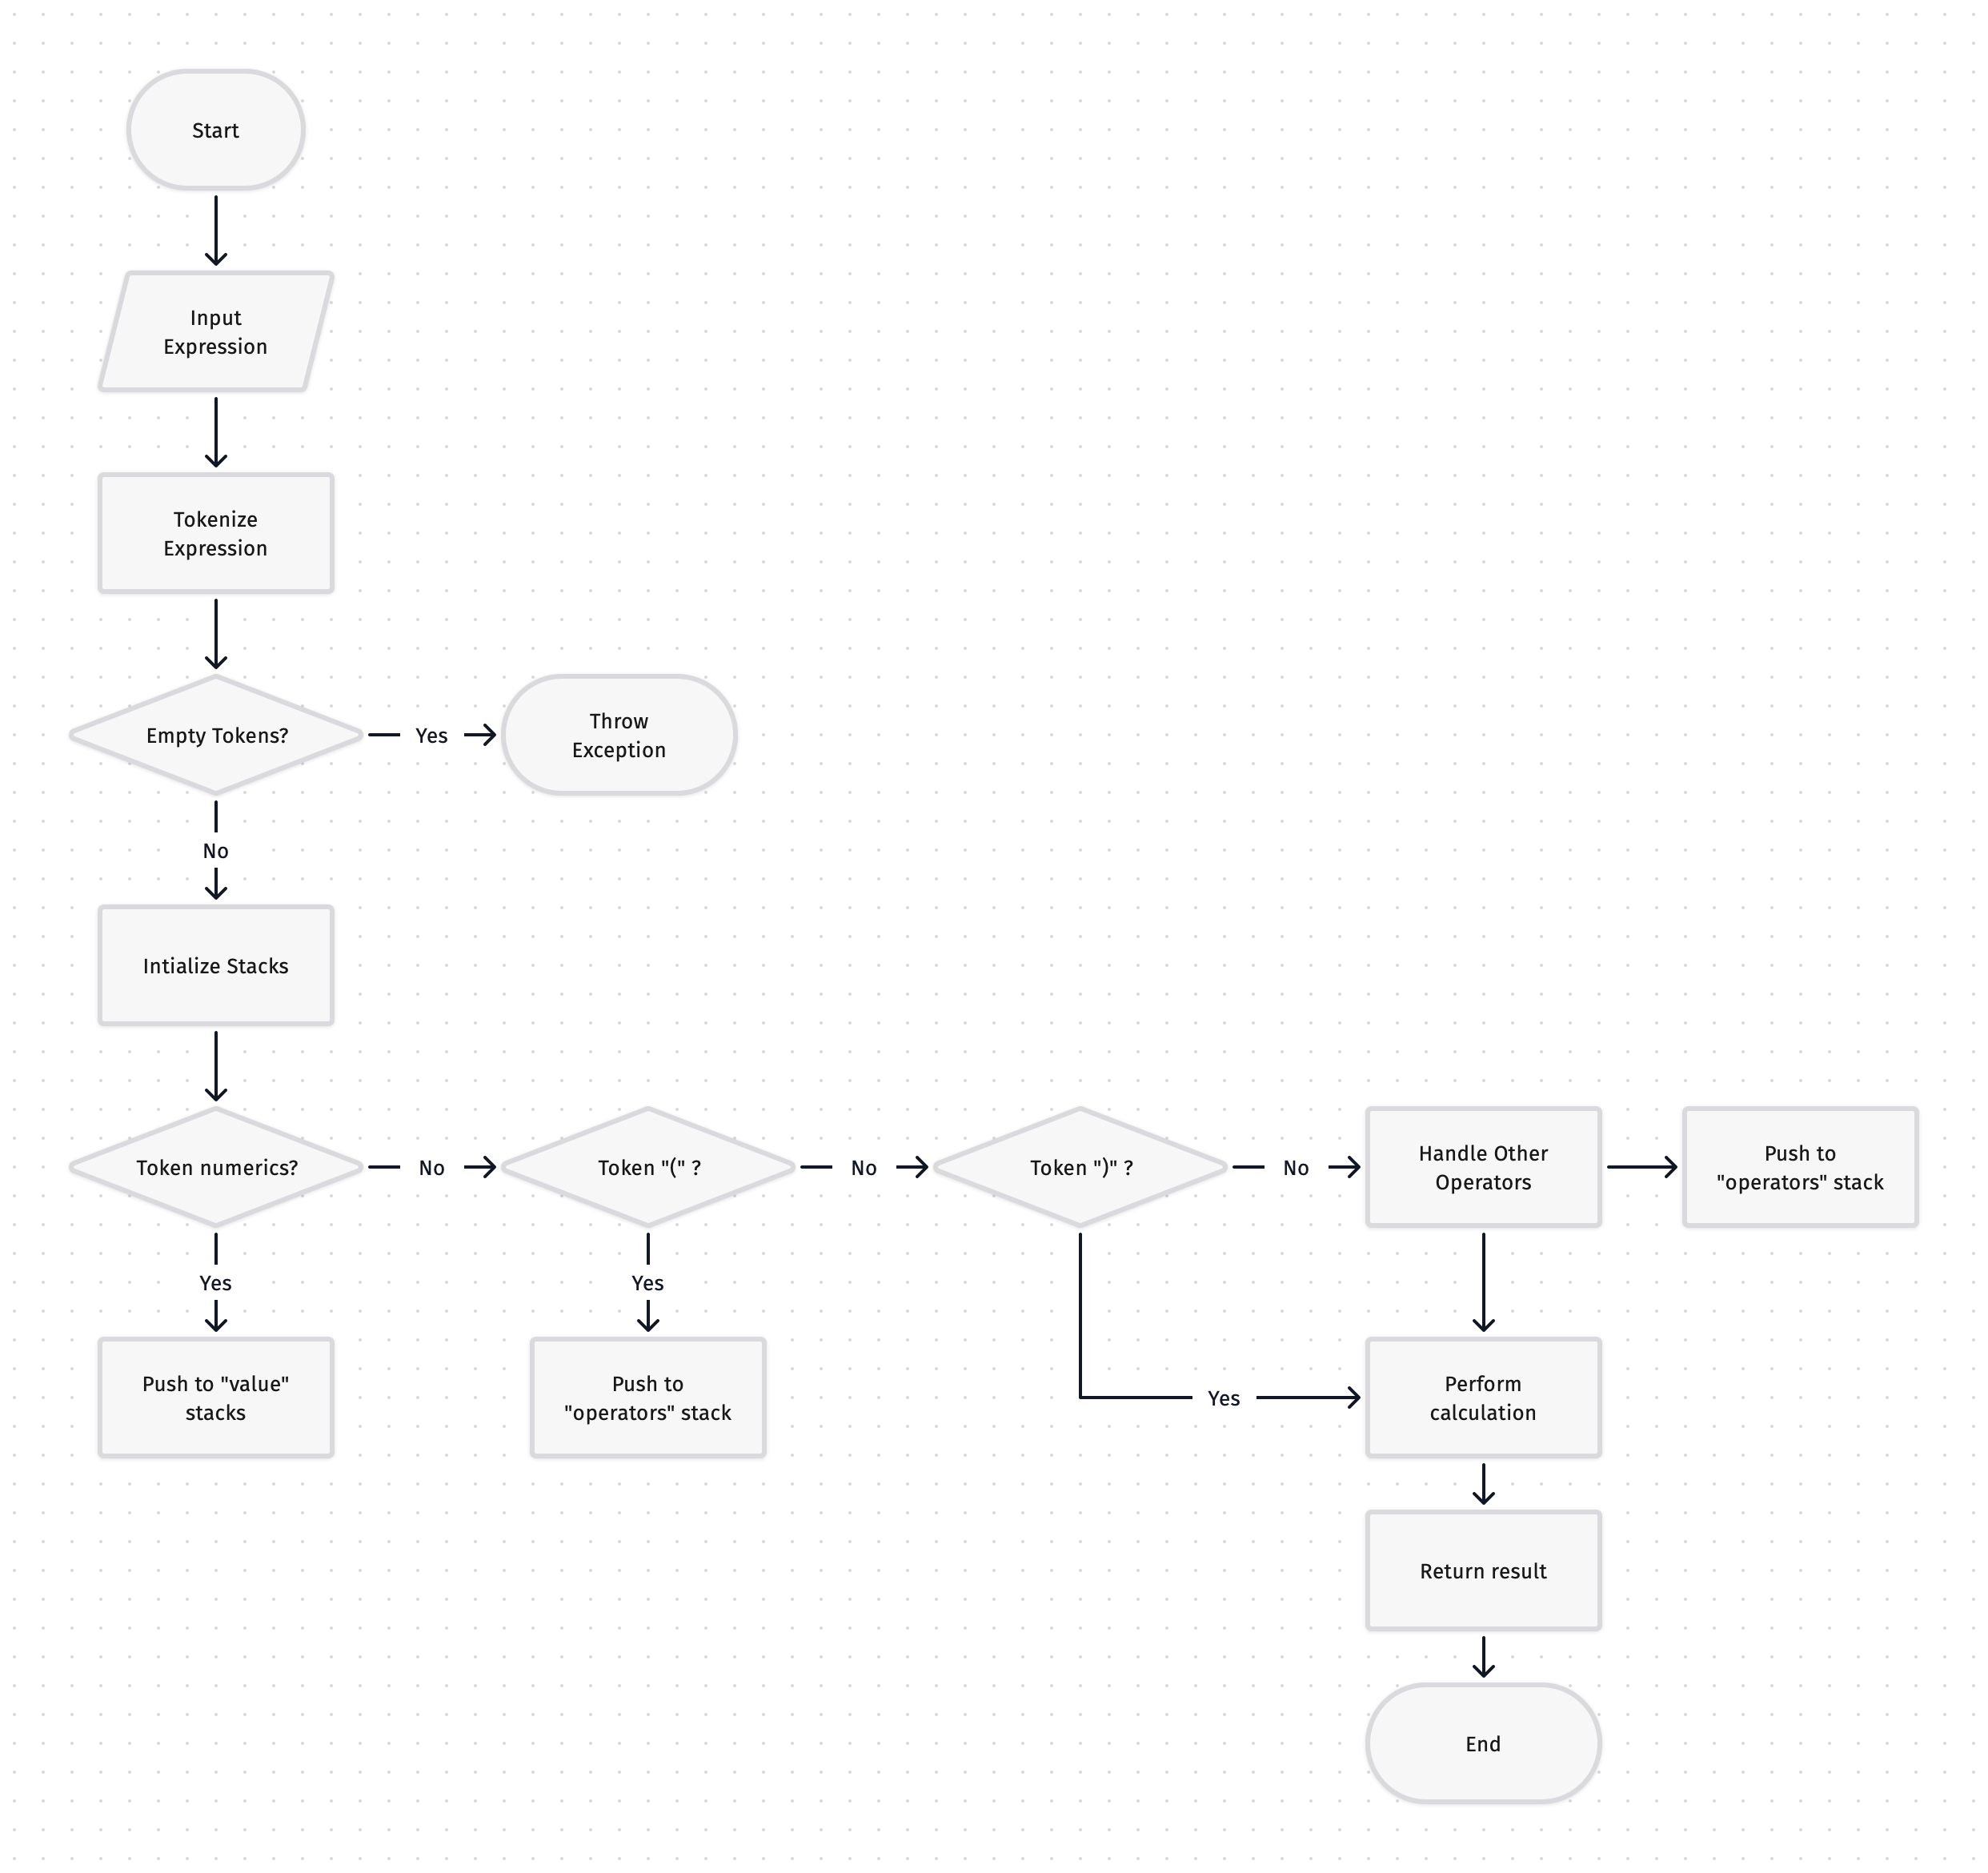 Start
Input
Expression
Tokenize
Expression
Empty Tokens?
Yes
Throw
Exception
No
Intialize Stacks
Token numerics?
No
Token "(" ?
No
Token ")" ?
No
Handle Other
Operators
Push to
"operators" stack
Yes
Yes
Push to "value"
stacks
Push to
"operators" stack
Yes
Perform
calculation
Return result
End